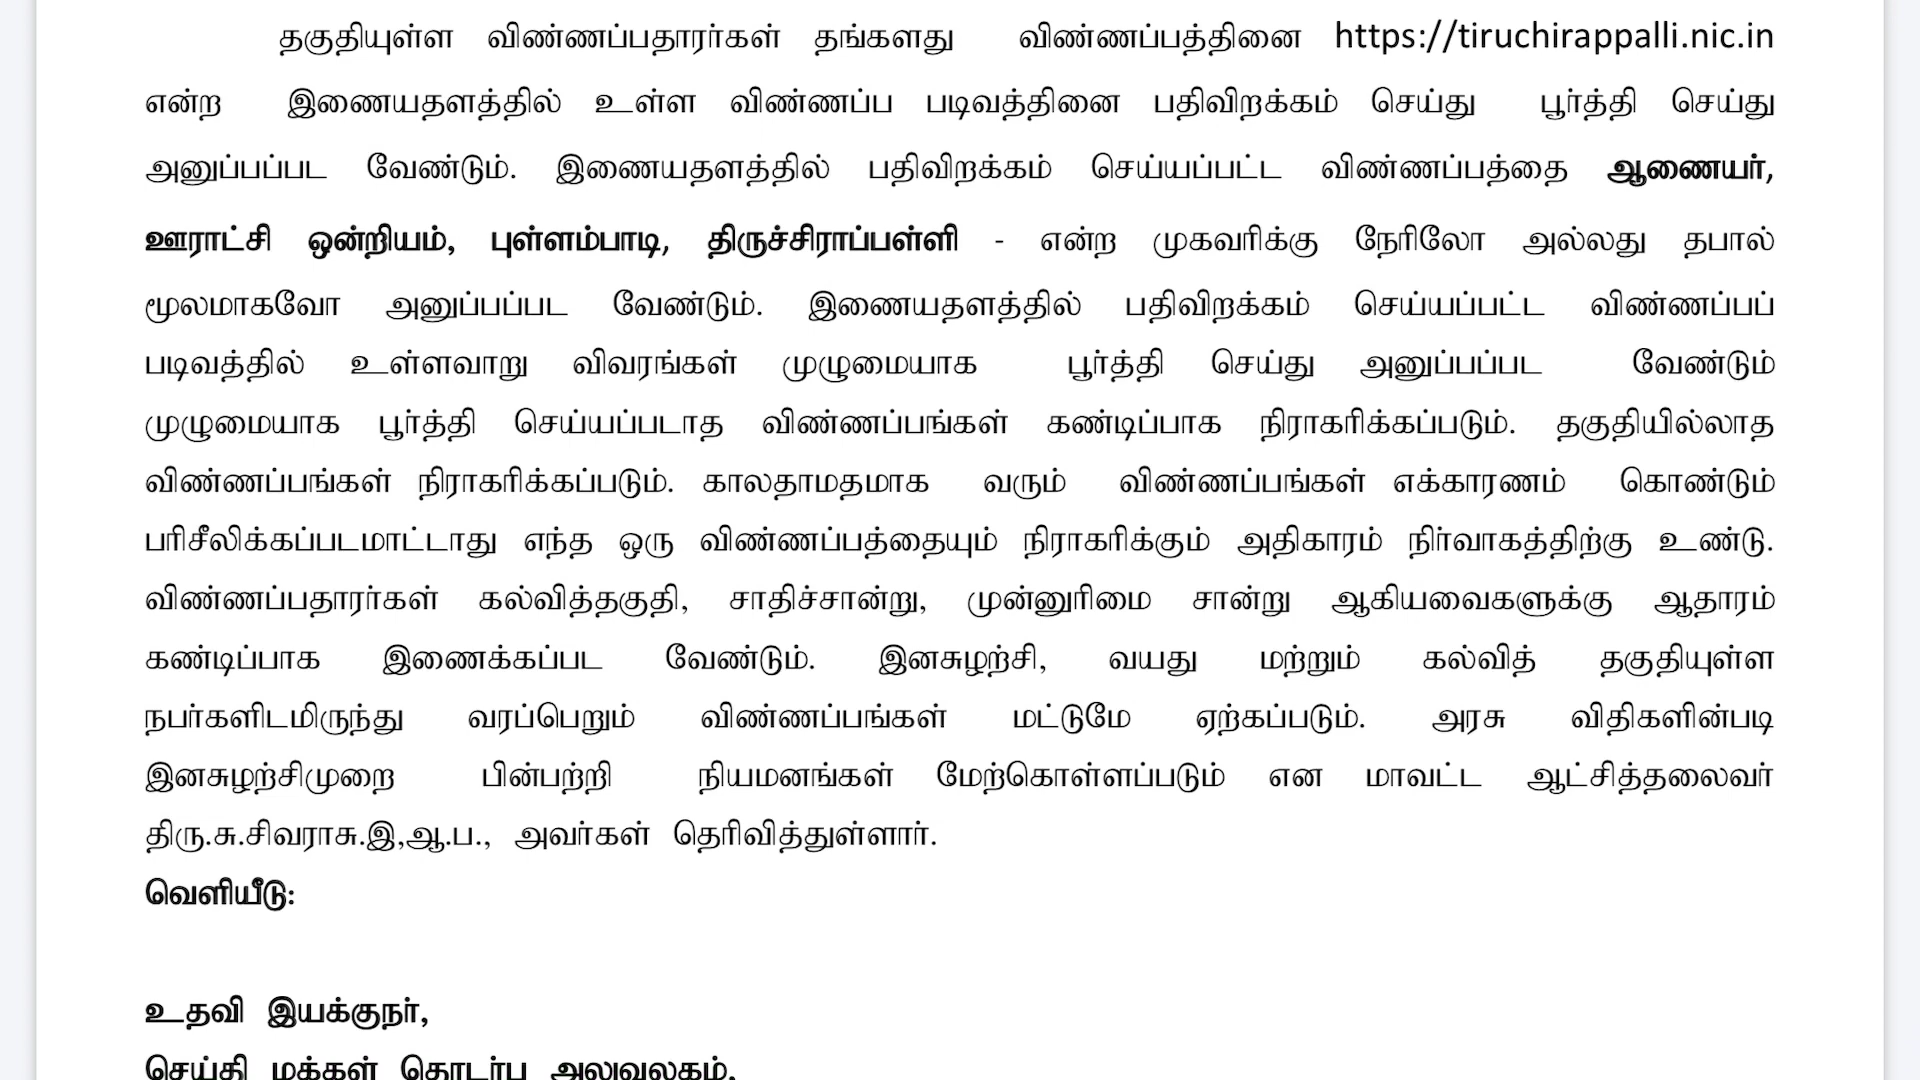 தகுதியுள்ள விண்ணப்பதாரர்கள் தங்களது விண்ணப்பத்தினை https://tiruchirappalli.nic.in
என்ற இணையதளத்தில் உள்ள விண்ணப்ப படிவத்தினை பதிவிறக்கம் செய்து பூர்த்தி செய்து
அனுப்பப்பட வேண்டும். இணையதளத்தில் பதிவிறக்கம் செய்யப்பட்ட விண்ணப்பத்தை ஆணையர்,
ஊராட்சி ஒன்றியம், புள்ளம்பாடி, திருச்சிராப்பள்ளி - என்ற முகவரிக்கு நேரிலோ அல்லது தபால்
மூலமாகவோ அனுப்பப்பட வேண்டும். இணையதளத்தில் பதிவிறக்கம் செய்யப்பட்ட விண்ணப்பப்
படிவத்தில் உள்ளவாறு விவரங்கள் முழுமையாக பூர்த்தி செய்து அனுப்பப்பட வேண்டும்
முழுமையாக பூர்த்தி செய்யப்படாத விண்ணப்பங்கள் கண்டிப்பாக நிராகரிக்கப்படும். தகுதியில்லாத
விண்ணப்பங்கள் நிராகரிக்கப்படும். காலதாமதமாக வரும் விண்ணப்பங்கள் எக்காரணம் கொண்டும்
பரிசீலிக்கப்படமாட்டாது எந்த ஒரு விண்ணப்பத்தையும் நிராகரிக்கும் அதிகாரம் நிர்வாகத்திற்கு உண்டு.
விண்ணப்பதாரர்கள் கல்வித்தகுதி, சாதிச்சான்று, முன்னுரிமை சான்று ஆகியவைகளுக்கு ஆதாரம்
கண்டிப்பாக இணைக்கப்பட வேண்டும். இனசுழற்சி, வயது மற்றும் கல்வித் தகுதியுள்ள
நபர்களிடமிருந்து வரப்பெறும் விண்ணப்பங்கள் மட்டுமே ஏற்கப்படும். அரசு விதிகளின்படி
இனசுழற்சிமுறை பின்பற்றி நியமனங்கள் மேற்கொள்ளப்படும் என மாவட்ட ஆட்சித்தலைவர்
திரு.சு.சிவராசு.இ,ஆ.ப., அவர்கள் தெரிவித்துள்ளார்.
வெளியீடு:
உதவி இயக்குநர்,
செய்தி மக்கள் தொடர்பு அலுவலகம்,